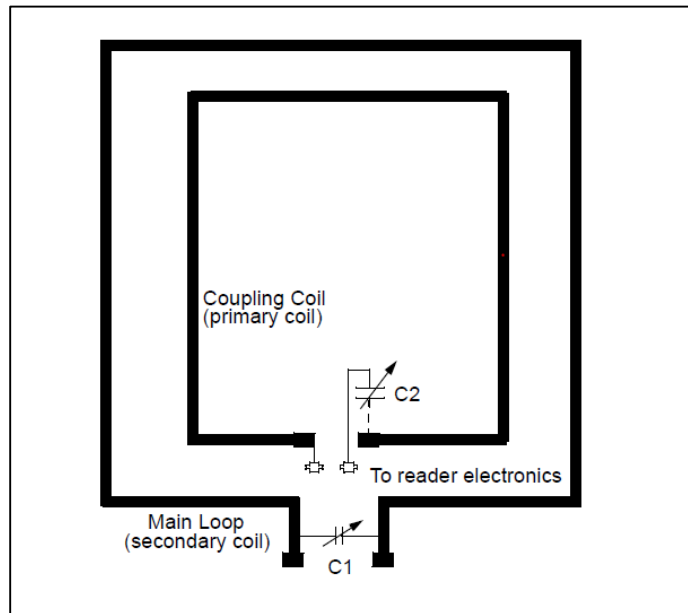 Coupling Coil
(primary coil)
C2
To reader electronics
Main Loop
(secondary coil)
C1